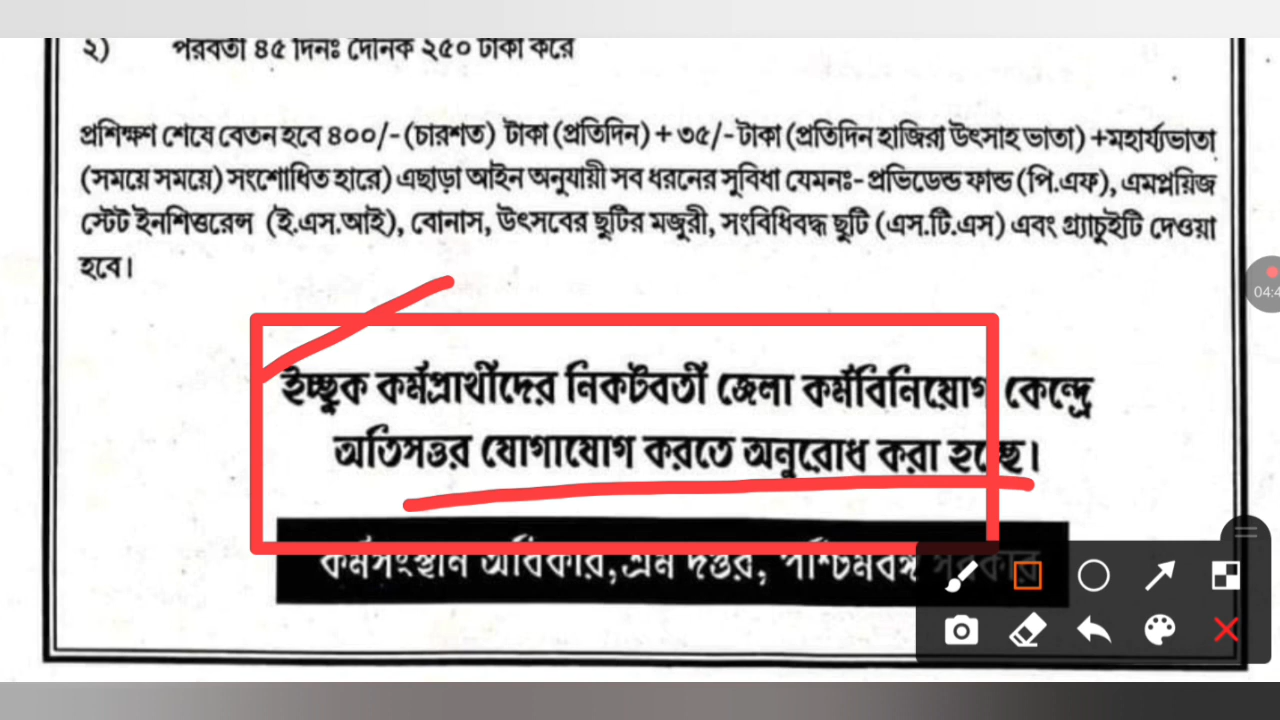 ২) পরবর্তী ৪৫ দিনঃ দৈনিক ২৫০ টাকা করে
প্রশিক্ষণ শেষে বেতন হবে ৪০০/- (চারশত) টাকা (প্রতিদিন) + ৩৫/- টাকা (প্রতিদিন হাজিরা উৎসাহ ভাতা) +মহার্য্যভাতা
(সময়ে সময়ে) সংশোধিত হারে) এছাড়া আইন অনুযায়ী সব ধরনের সুবিধা যেমনঃ- প্রভিডেন্ড ফান্ড (পি.এফ), এমপ্লয়িজ
স্টেট ইনশিত্তরেন্স (ই.এস.আই), বোনাস, উৎসবের ছুটির মজুরী, সংবিধিবদ্ধ ছুটি (এস.টি.এস) এবং গ্র্যাচুইটি দেওয়া
হবে।
ইচ্ছুক কর্মপ্রার্থীদের নিকটবর্তী জেলা কর্মবিনিয়োগ কেন্দ্রে
অতিসত্তর যোগাযোগ করতে অনুরোধ করা হচ্ছে।
কর্মসংস্থান অধিকার, শ্রম দপ্তর, পশ্চিমবঙ্গ সরকার
04:4